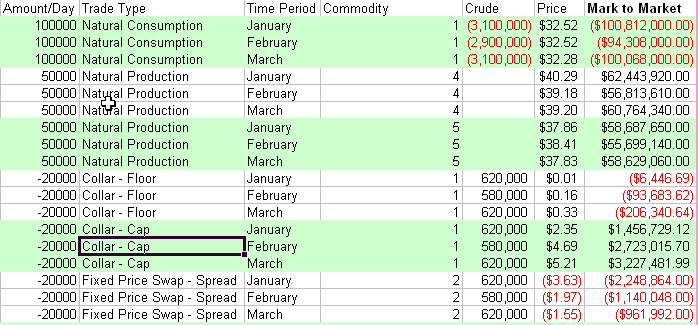 Amount/Day Trade Type Time Period Commodity Crude Price Mark to Market
100000 Natural Consumption January 1 (3,100,000) $32.52 ($100,812,000.00)
100000 Natural Consumption February 1 (2,900,000) $32.52 ($94,308,000.00)
100000 Natural Consumption March 1 (3,100,000) $32.28 ($100,068,000.00)
50000 Natural Production January 4 $40.29 $62,443,920.00
50000 Natural Production February 4 $39.18 $56,813,610.00
50000 Natural Production March 4 $39.20 $60,764,340.00
50000 Natural Production January 5 $37.86 $58,687,650.00
50000 Natural Production February 5 $38.41 $55,699,140.00
50000 Natural Production March 5 $37.83 $58,629,060.00
-20000 Collar - Floor January 1 620,000 $0.01 ($6,446.69)
-20000 Collar - Floor February 1 580,000 $0.16 ($93,683.62)
-20000 Collar - Floor March 1 620,000 $0.33 ($206,340.64)
-20000 Collar - Cap January 1 620,000 $2.35 $1,456,729.12
-20000 Collar - Cap February 1 580,000 $4.69 $2,723,015.70
-20000 Collar - Cap March 1 620,000 $5.21 $3,227,481.99
-20000 Fixed Price Swap - Spread January 2 620,000 ($3.63) ($2,248,864.00)
-20000 Fixed Price Swap - Spread February 2 580,000 ($1.97) ($1,140,048.00)
-20000 Fixed Price Swap - Spread March 2 620,000 ($1.55) ($961,992.00)